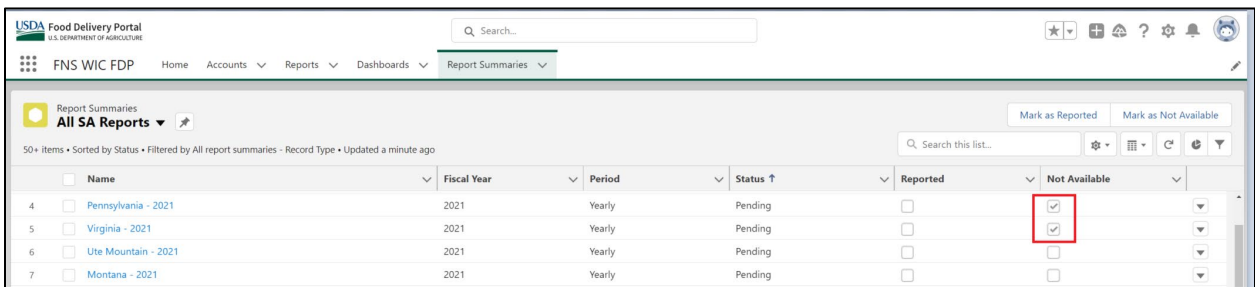 USDA Food Delivery Portal
U.S. DEPARTMENT OF AGRICULTURE
Search...
FNS WIC FDP Home Accounts Reports Dashboards Report Summaries
Report Summaries
All SA Reports
Mark as Reported Mark as Not Available
50+ items • Sorted by Status • Filtered by All report summaries - Record Type • Updated a minute ago
Search this list...
Name Fiscal Year Period Status ↑ Reported Not Available
4 Pennsylvania - 2021 2021 Yearly Pending
5 Virginia - 2021 2021 Yearly Pending
6 Ute Mountain - 2021 2021 Yearly Pending
7 Montana - 2021 2021 Yearly Pending